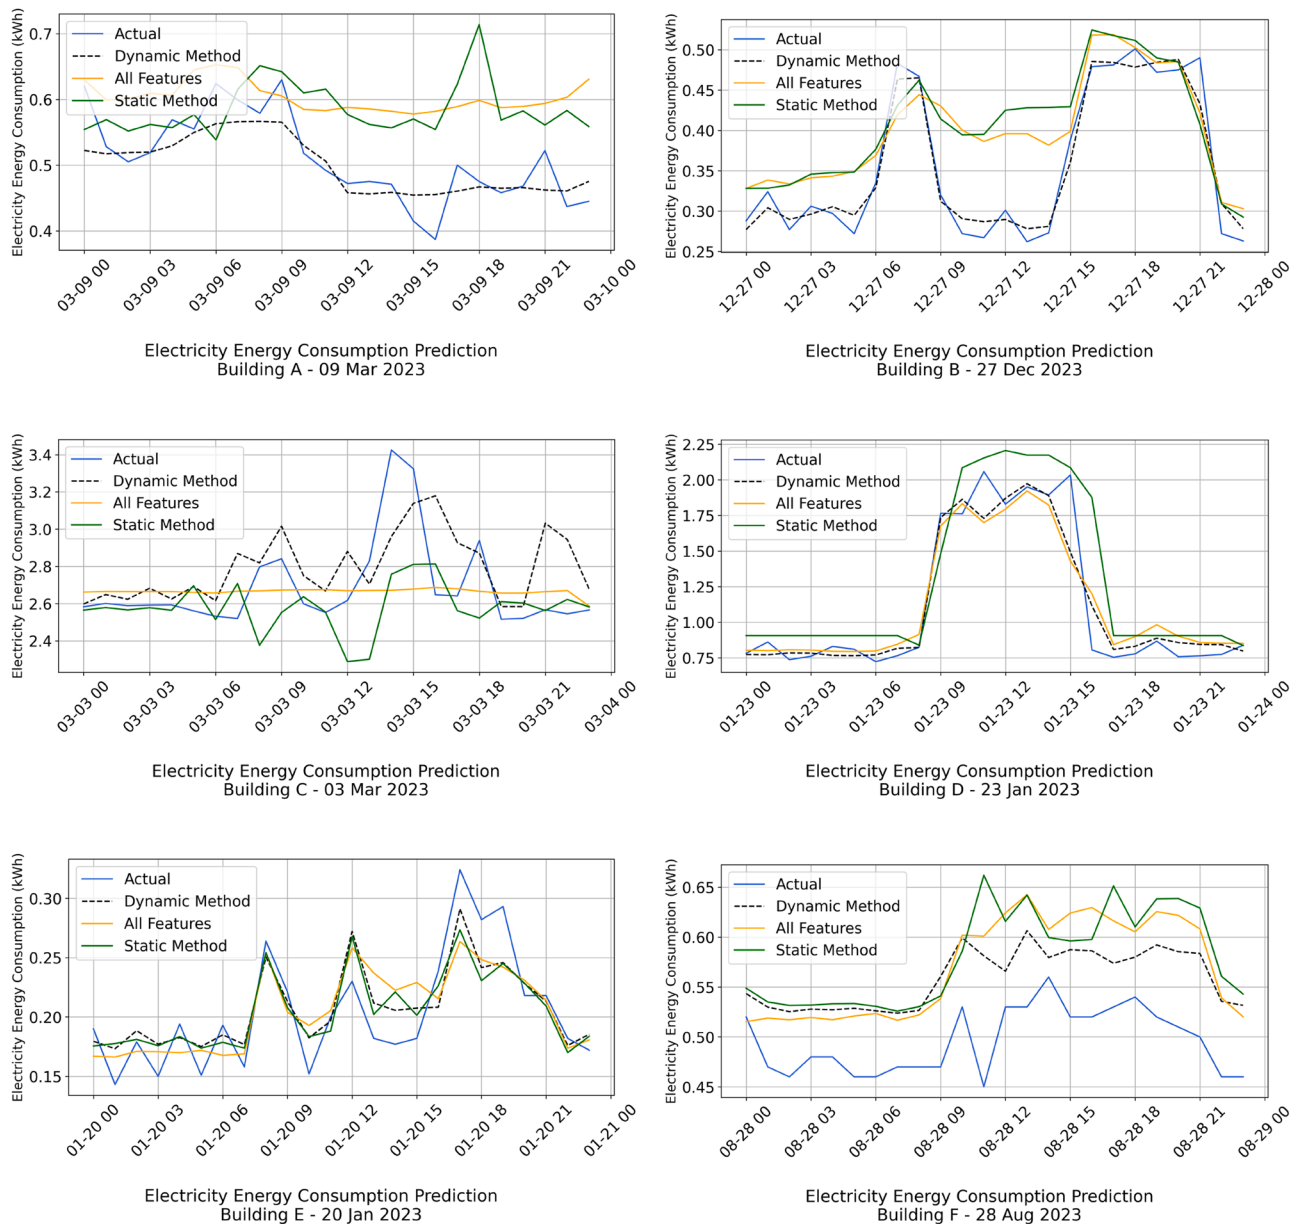 Electricity Energy Consumption (kWh)
0.7
0.6
0.5
0.4
Actual
Dynamic Method
All Features
Static Method
03-09 00
03-09 03
03-09 06
03-09 09
03-09 12
03-09 15
03-09 18
03-09 21
03-10 00
Electricity Energy Consumption Prediction
Building A - 09 Mar 2023
Electricity Energy Consumption (kWh)
0.50
0.45
0.40
0.35
0.30
0.25
Actual
Dynamic Method
All Features
Static Method
12-27 00
12-27 03
12-27 06
12-27 09
12-27 12
12-27 15
12-27 18
12-27 21
12-28 00
Electricity Energy Consumption Prediction
Building B - 27 Dec 2023
Electricity Energy Consumption (kWh)
3.4
3.2
3.0
2.8
2.6
2.4
Actual
Dynamic Method
All Features
Static Method
03-03 00
03-03 03
03-03 06
03-03 09
03-03 12
03-03 15
03-03 18
03-03 21
03-04 00
Electricity Energy Consumption Prediction
Building C - 03 Mar 2023
Electricity Energy Consumption (kWh)
2.25
2.00
1.75
1.50
1.25
1.00
0.75
Actual
Dynamic Method
All Features
Static Method
01-23 00
01-23 03
01-23 06
01-23 09
01-23 12
01-23 15
01-23 18
01-23 21
01-24 00
Electricity Energy Consumption Prediction
Building D - 23 Jan 2023
Electricity Energy Consumption (kWh)
0.30
0.25
0.20
0.15
Actual
Dynamic Method
All Features
Static Method
01-20 00
01-20 03
01-20 06
01-20 09
01-20 12
01-20 15
01-20 18
01-20 21
01-21 00
Electricity Energy Consumption Prediction
Building E - 20 Jan 2023
Electricity Energy Consumption (kWh)
0.65
0.60
0.55
0.50
0.45
Actual
Dynamic Method
All Features
Static Method
08-28 00
08-28 03
08-28 06
08-28 09
08-28 12
08-28 15
08-28 18
08-28 21
08-29 00
Electricity Energy Consumption Prediction
Building F - 28 Aug 2023